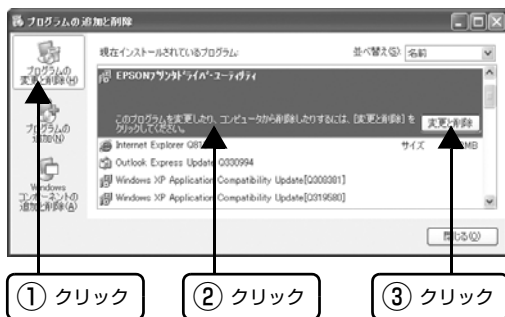 プログラムの追加と削除
現在インストールされているプログラム:
並べ替え(S):
名前
プログラムの
変更と削除(H)
EPSONプリンタドライバ・ユーティリティ
このプログラムを変更したり、コンピュータから削除したりするには、[変更と削除] を
クリックしてください。
変更と削除
プログラムの
追加(N)
Internet Explorer Q8
サイズ
MB
Outlook Express Update Q330994
Windows XP Application Compatibility Update[Q308381]
Windows XP Application Compatibility Update[Q319580]
Windows
コンポーネントの
追加と削除(A)
閉じる(O)
① クリック
② クリック
③ クリック